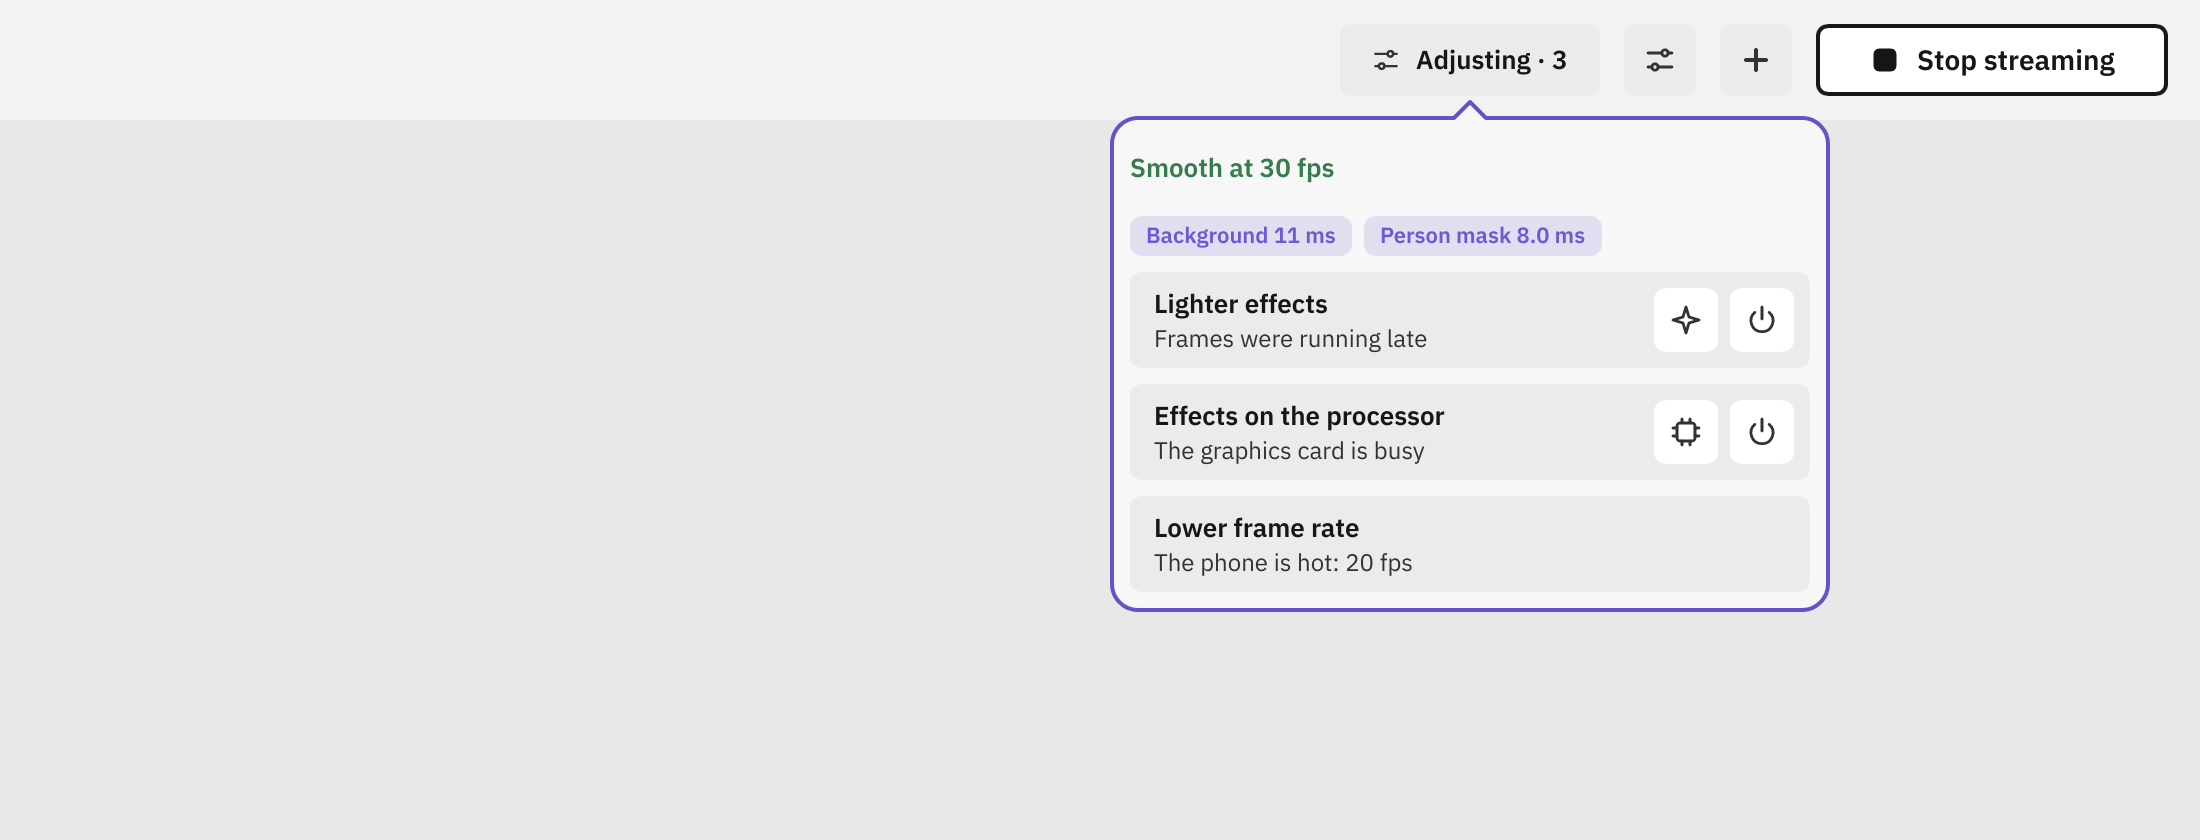 Adjusting · 3
Stop streaming
Smooth at 30 fps
Background 11 ms
Person mask 8.0 ms
Lighter effects
Frames were running late
Effects on the processor
The graphics card is busy
Lower frame rate
The phone is hot: 20 fps